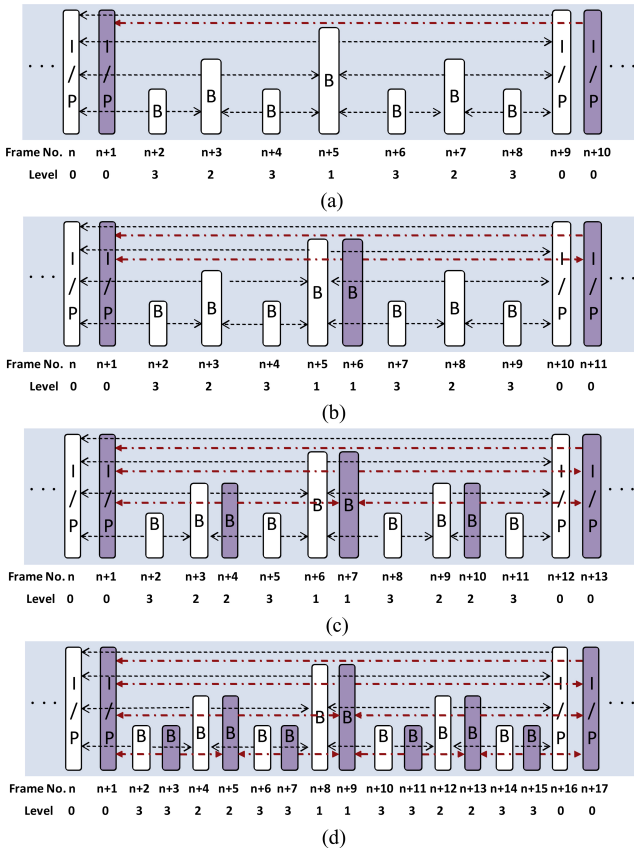 . . . I / P I / P B B B B B B B I / P I / P . . .
Frame No. n n+1 n+2 n+3 n+4 n+5 n+6 n+7 n+8 n+9 n+10
Level 0 0 3 2 3 1 3 2 3 0 0
(a)
. . . I / P I / P B B B B B B B B I / P I / P . . .
Frame No. n n+1 n+2 n+3 n+4 n+5 n+6 n+7 n+8 n+9 n+10 n+11
Level 0 0 3 2 3 1 1 3 2 3 0 0
(b)
. . . I / P I / P B B B B B B B B B B I / P I / P . . .
Frame No. n n+1 n+2 n+3 n+4 n+5 n+6 n+7 n+8 n+9 n+10 n+11 n+12 n+13
Level 0 0 3 2 2 3 1 1 3 2 2 3 0 0
(c)
. . . I / P I / P B B B B B B B B B B B B B B I / P I / P . . .
Frame No. n n+1 n+2 n+3 n+4 n+5 n+6 n+7 n+8 n+9 n+10 n+11 n+12 n+13 n+14 n+15 n+16 n+17
Level 0 0 3 3 2 2 3 3 1 1 3 3 2 2 3 3 0 0
(d)